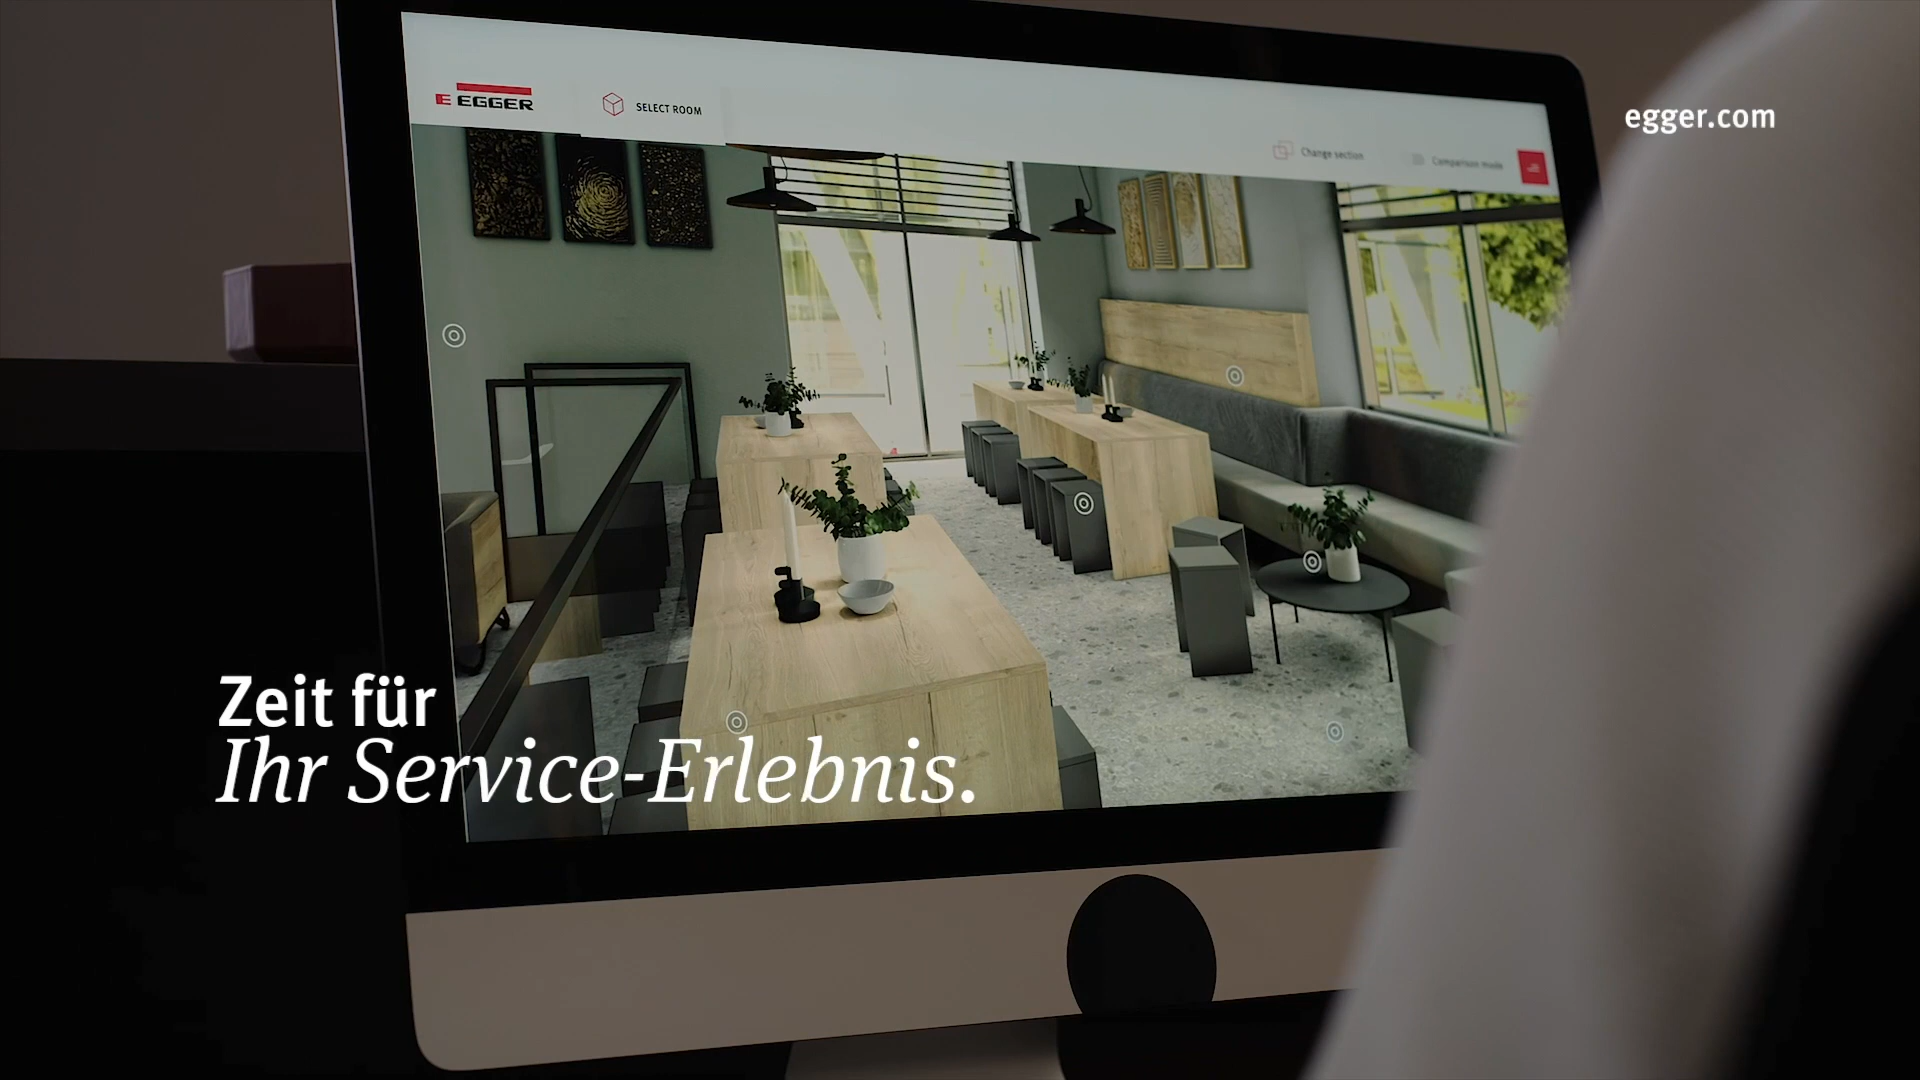 EGGER
SELECT ROOM
Change section
Comparison mode
egger.com
Zeit für
Ihr Service-Erlebnis.